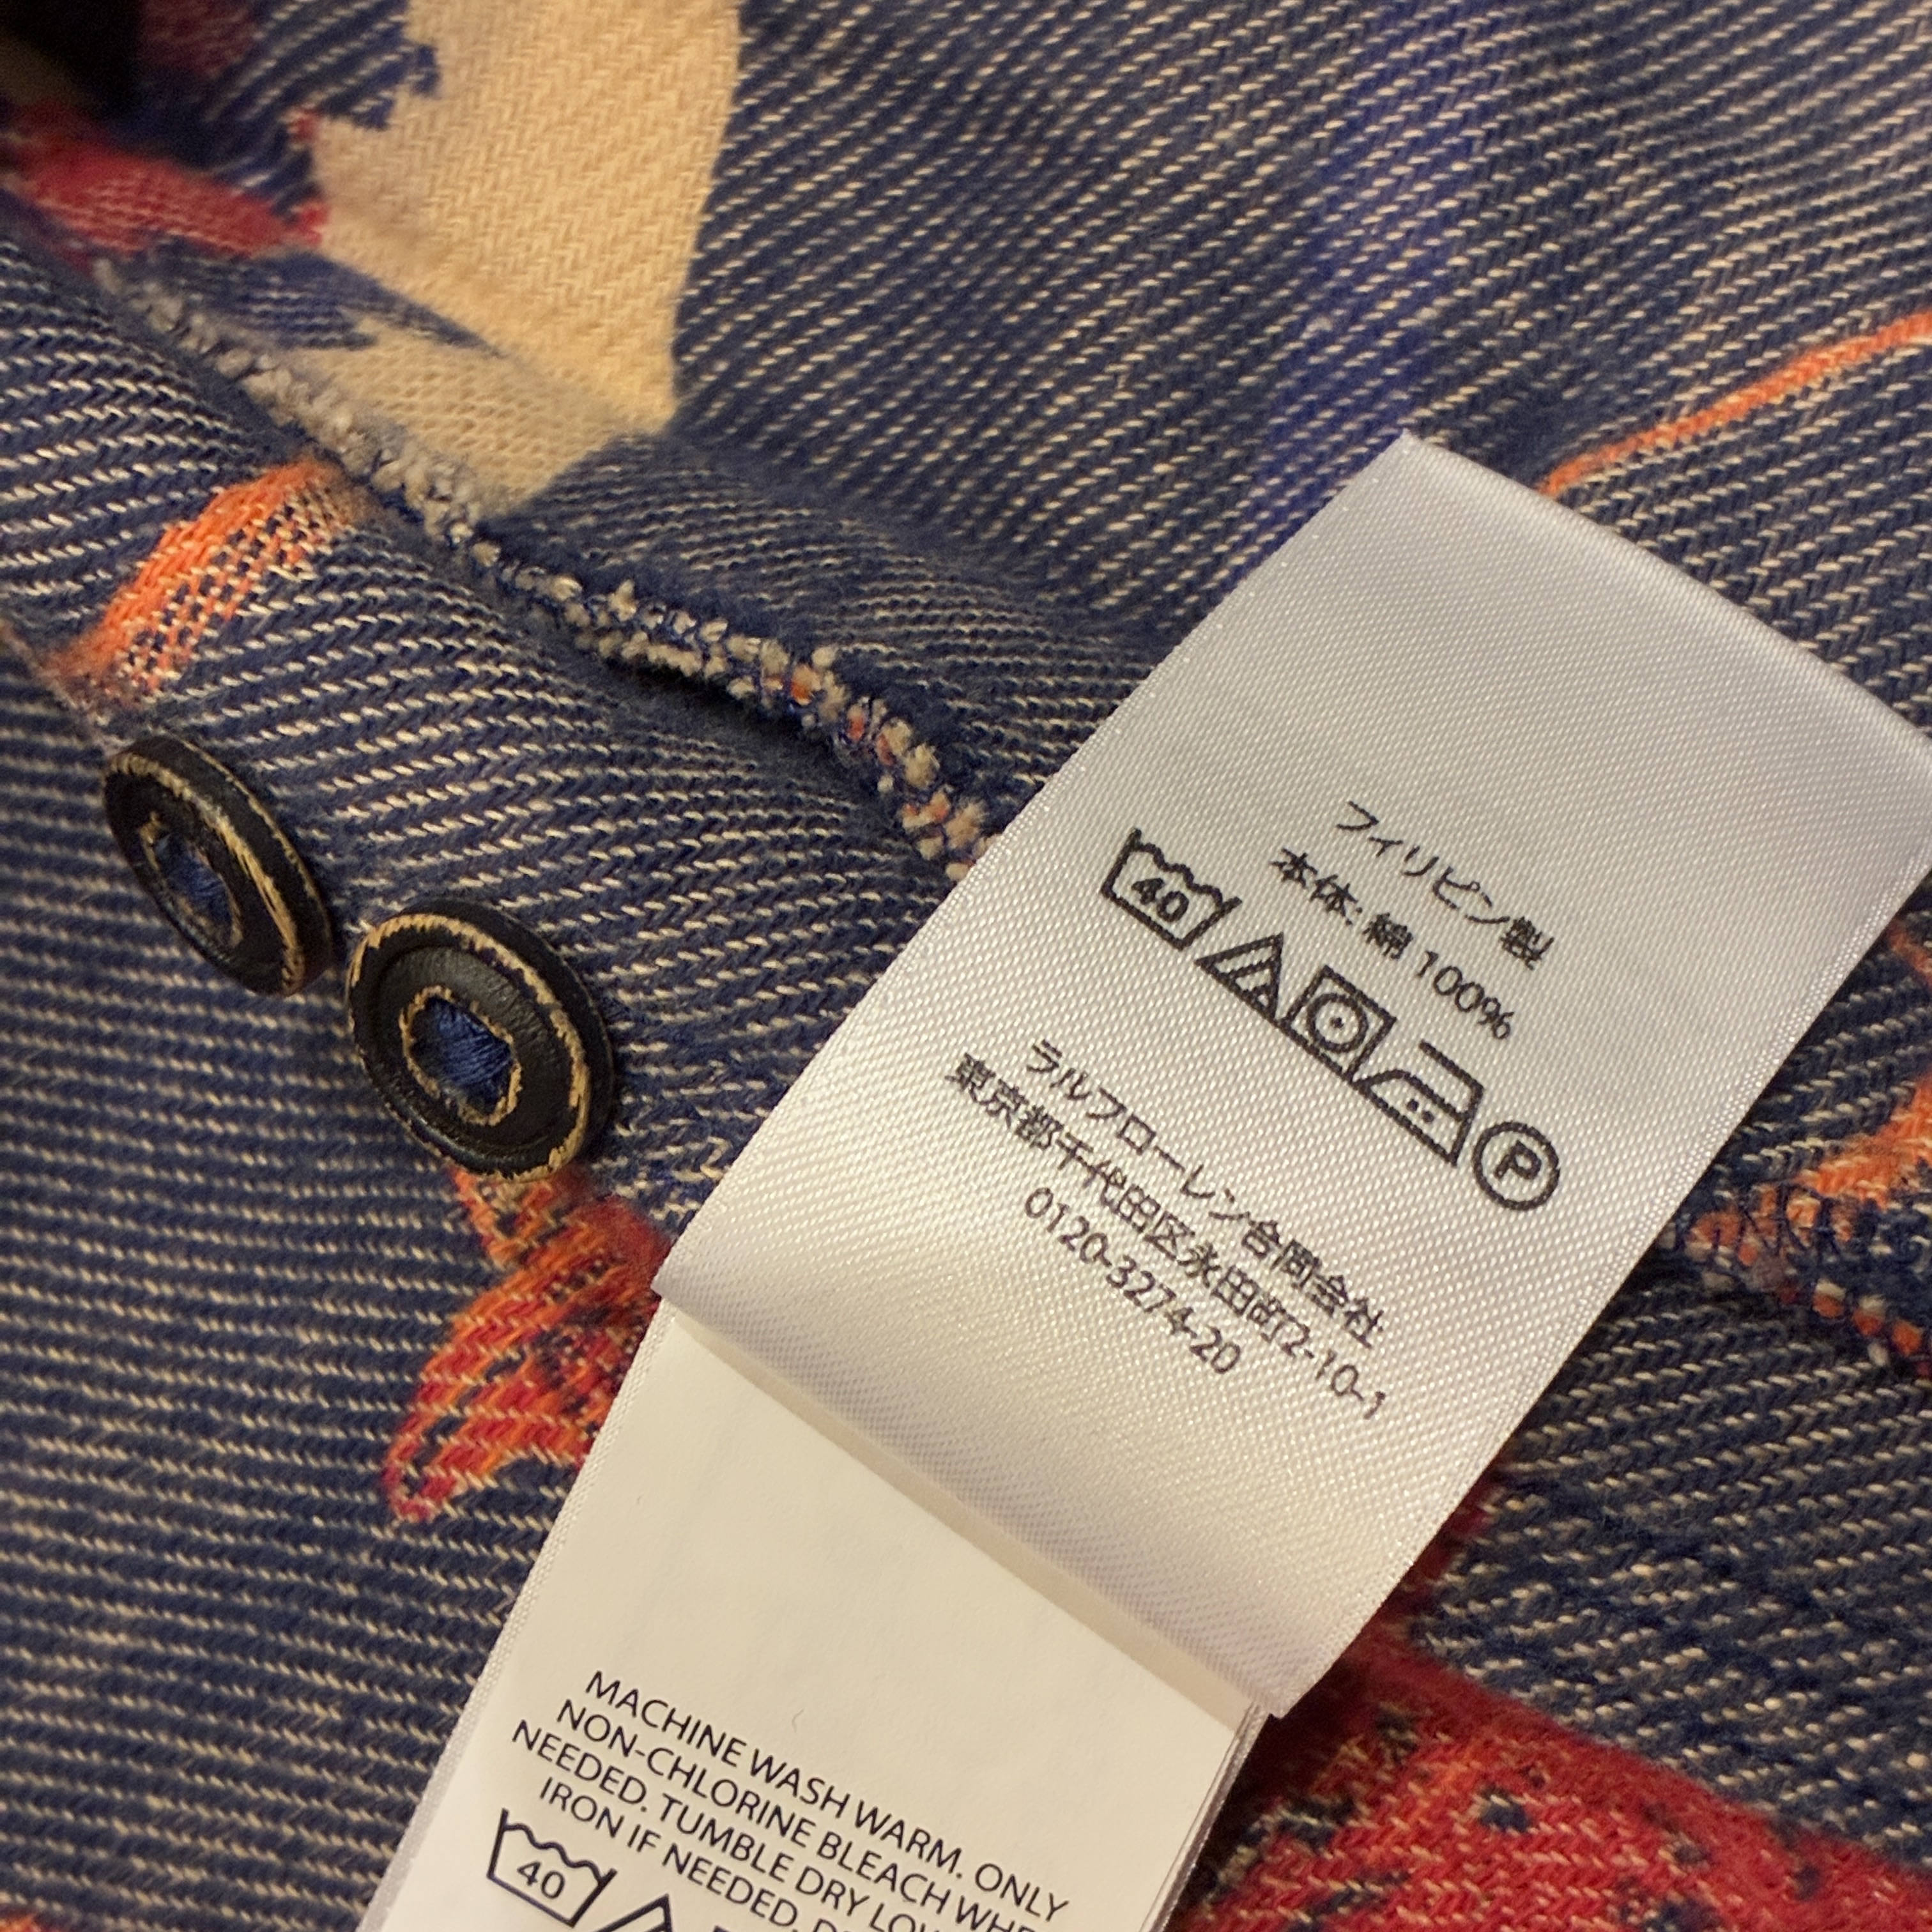 フィリピン製
本体: 綿 100%
40
P
ラルフローレン合同会社
東京都千代田区永田町2-10-1
0120-3274-20
MACHINE WASH WARM. ONLY
NON-CHLORINE BLEACH
NEEDED. TUMBLE DRY
IRON IF NEEDED.
40